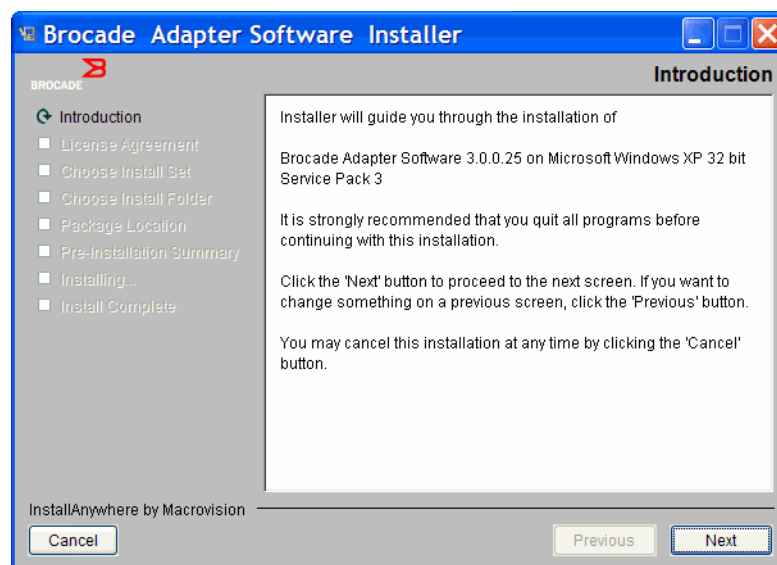 Brocade Adapter Software Installer
BROCADE
Introduction
Introduction
License Agreement
Choose Install Set
Choose Install Folder
Package Location
Pre-Installation Summary
Installing...
Install Complete
Installer will guide you through the installation of
Brocade Adapter Software 3.0.0.25 on Microsoft Windows XP 32 bit
Service Pack 3
It is strongly recommended that you quit all programs before
continuing with this installation.
Click the 'Next' button to proceed to the next screen. If you want to
change something on a previous screen, click the 'Previous' button.
You may cancel this installation at any time by clicking the 'Cancel'
button.
InstallAnywhere by Macrovision
Cancel
Previous
Next